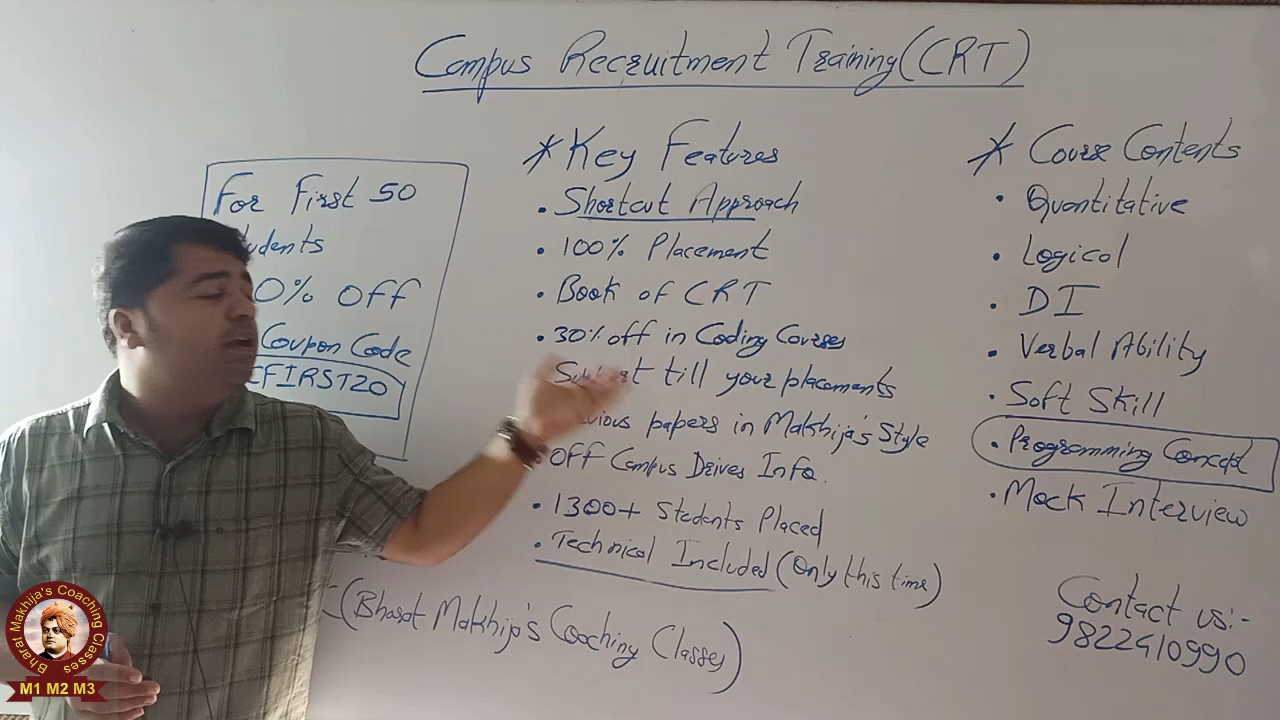 Campus Recruitment Training (CRT)
For First 50
0% Off
Coupon Code
FIRST20
* Key Features
• Shortcut Approach
• 100% Placement
• Book of CRT
• 30% off in Coding Courses
till your placements
papers in Makhija's Style
• Off Campus Drives Info.
• 1300+ Students Placed
• Technical Included (Only this time)
* Course Contents
• Quantitative
• Logical
• DI
• Verbal Ability
• Soft Skill
• Programming Concept
• Mock Interview
:- (Bharat Makhija's Coaching Classes)
Contact us:-
9822410990
Bharat Makhija's Coaching Classes
M1 M2 M3